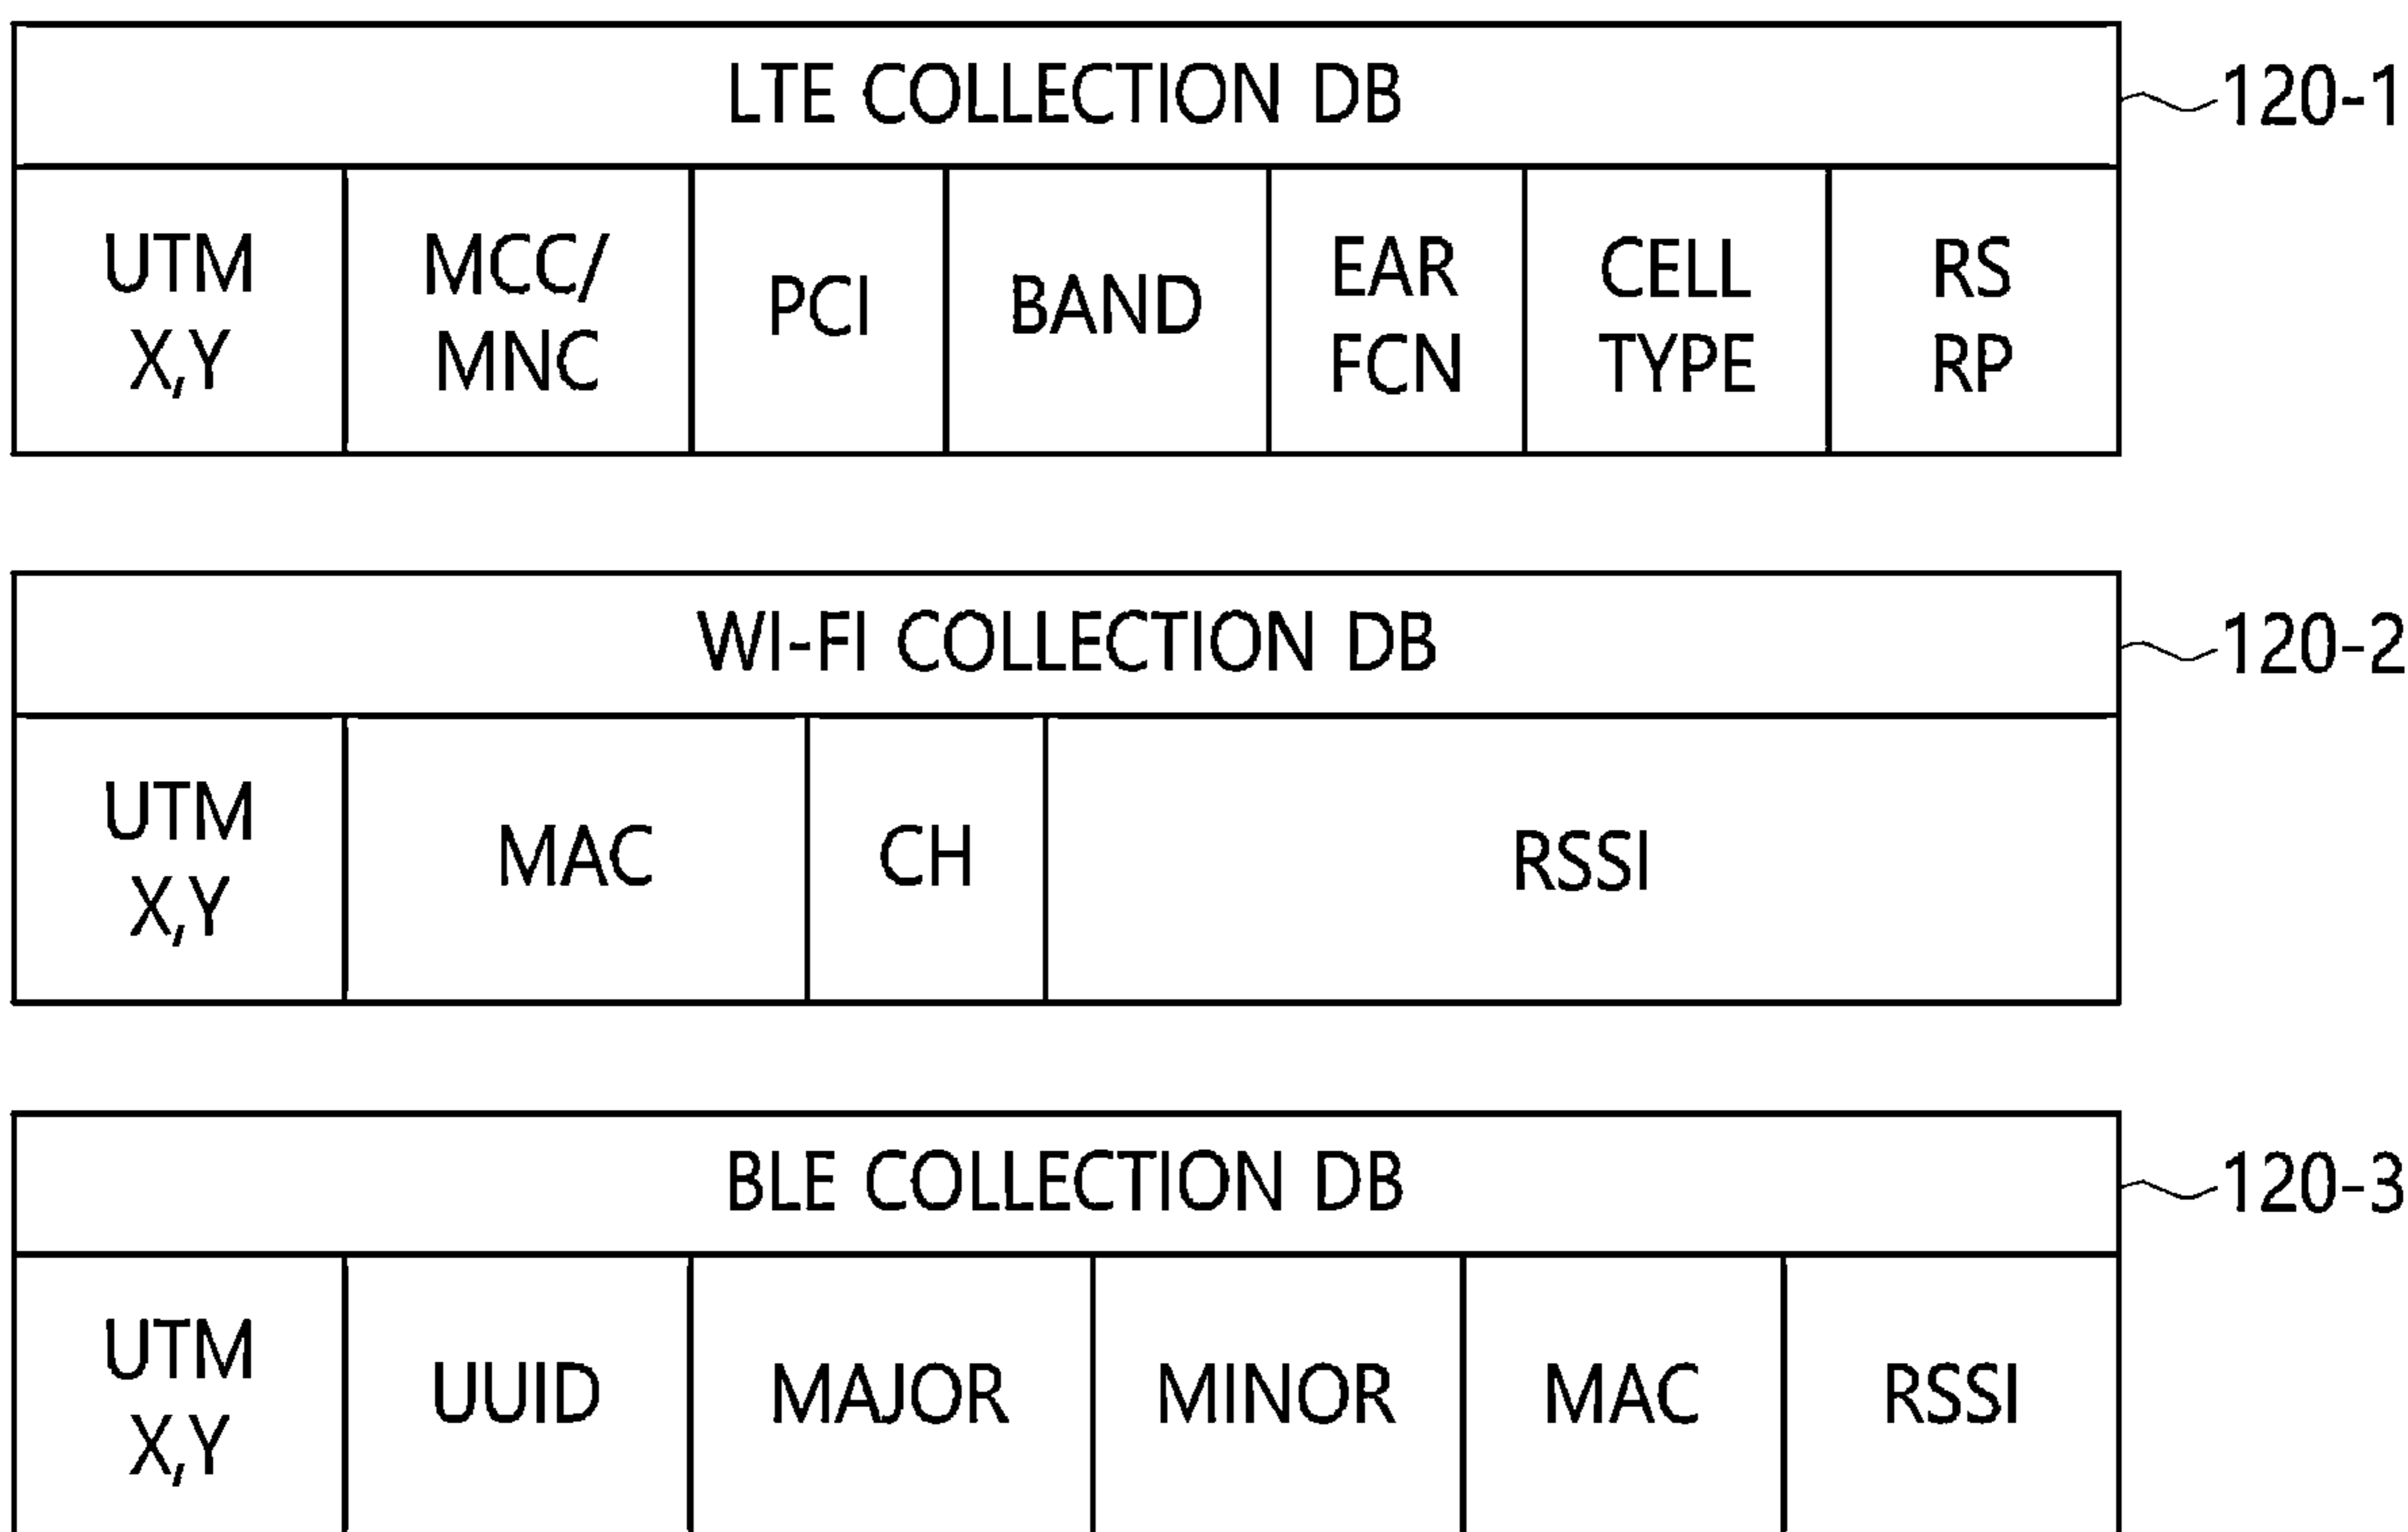 LTE COLLECTION DB
120-1
UTM
X,Y
MCC/
MNC
PCI
BAND
EAR
FCN
CELL
TYPE
RS
RP
WI-FI COLLECTION DB
120-2
UTM
X,Y
MAC
CH
RSSI
BLE COLLECTION DB
120-3
UTM
X,Y
UUID
MAJOR
MINOR
MAC
RSSI